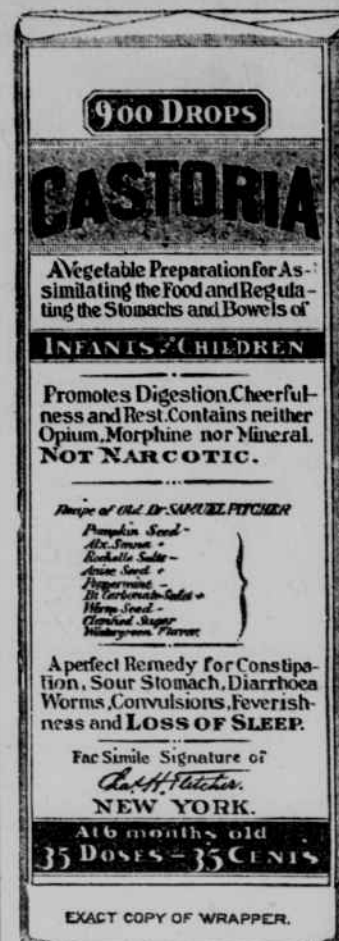 900 DROPS
CASTORIA
A Vegetable Preparation for As-
similating the Food and Regula-
ting the Stomachs and Bowels of
INFANTS & CHILDREN
Promotes Digestion, Cheerful-
ness and Rest. Contains neither
Opium, Morphine nor Mineral.
NOT NARCOTIC.
Recipe of Old Dr SAMUEL PITCHER
Pumpkin Seed -
Alx. Senna +
Rochelle Salts -
Anise Seed +
Peppermint -
Bi Carbonate Soda +
Worm Seed -
Clarified Sugar
Wintergreen Flavor.
A perfect Remedy for Constipa-
tion, Sour Stomach, Diarrhoea
Worms, Convulsions, Feverish-
ness and LOSS OF SLEEP.
Fac Simile Signature of
Chas. H. Fletcher.
NEW YORK.
At 6 months old
35 DOSES - 35 CENTS
EXACT COPY OF WRAPPER.